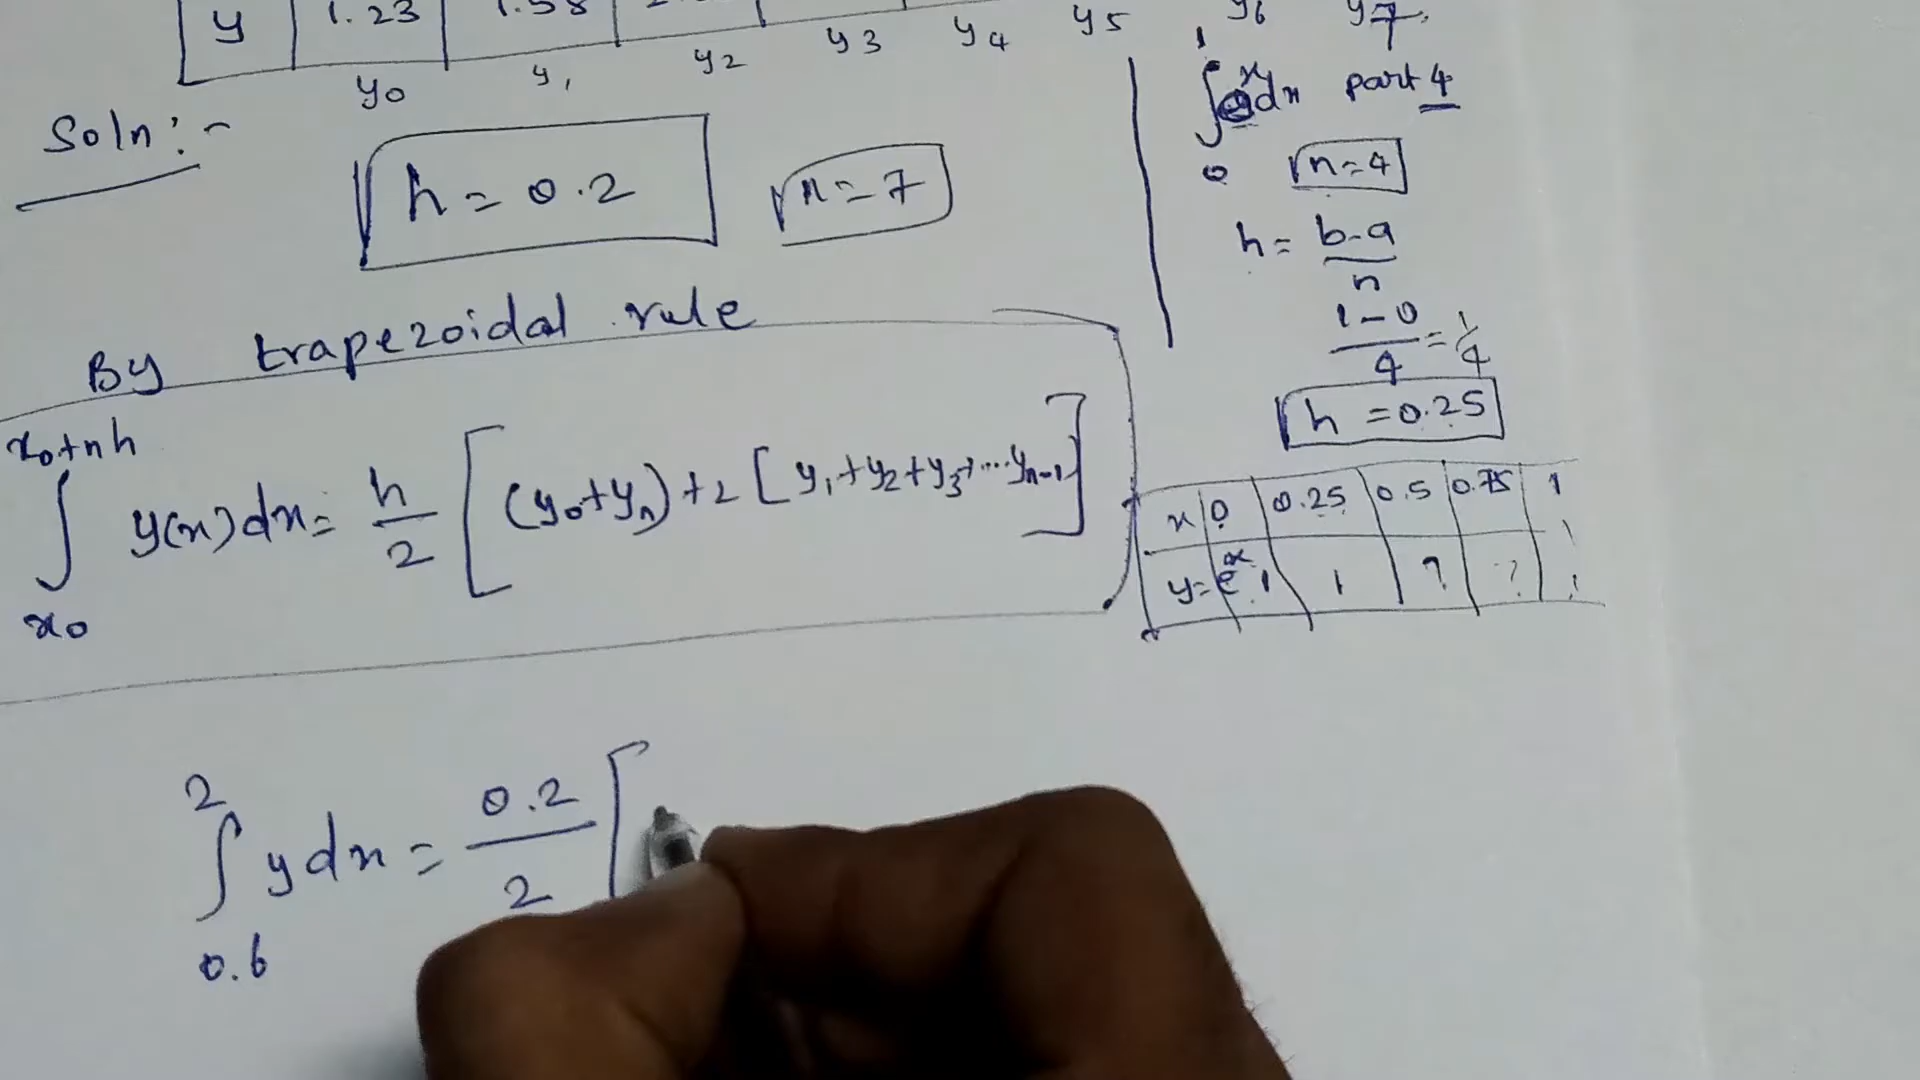 y 1.23 1.58
y0 y1 y2 y3 y4 y5 y6 y7
Soln:-
h = 0.2 n = 7
By trapezoidal rule
x0+nh
∫ y(x)dx = h/2 [(y0+yn)+2[y1+y2+y3+....yn-1]
x0
2
∫ ydx = 0.2/2 [
0.6
1
∫ e^x dx part 4
0 n=4
h = b-a/n
1-0/4 = 1/4
h = 0.25
x 0 0.25 0.5 0.75 1
y=e^x 1 1 ? ? ;